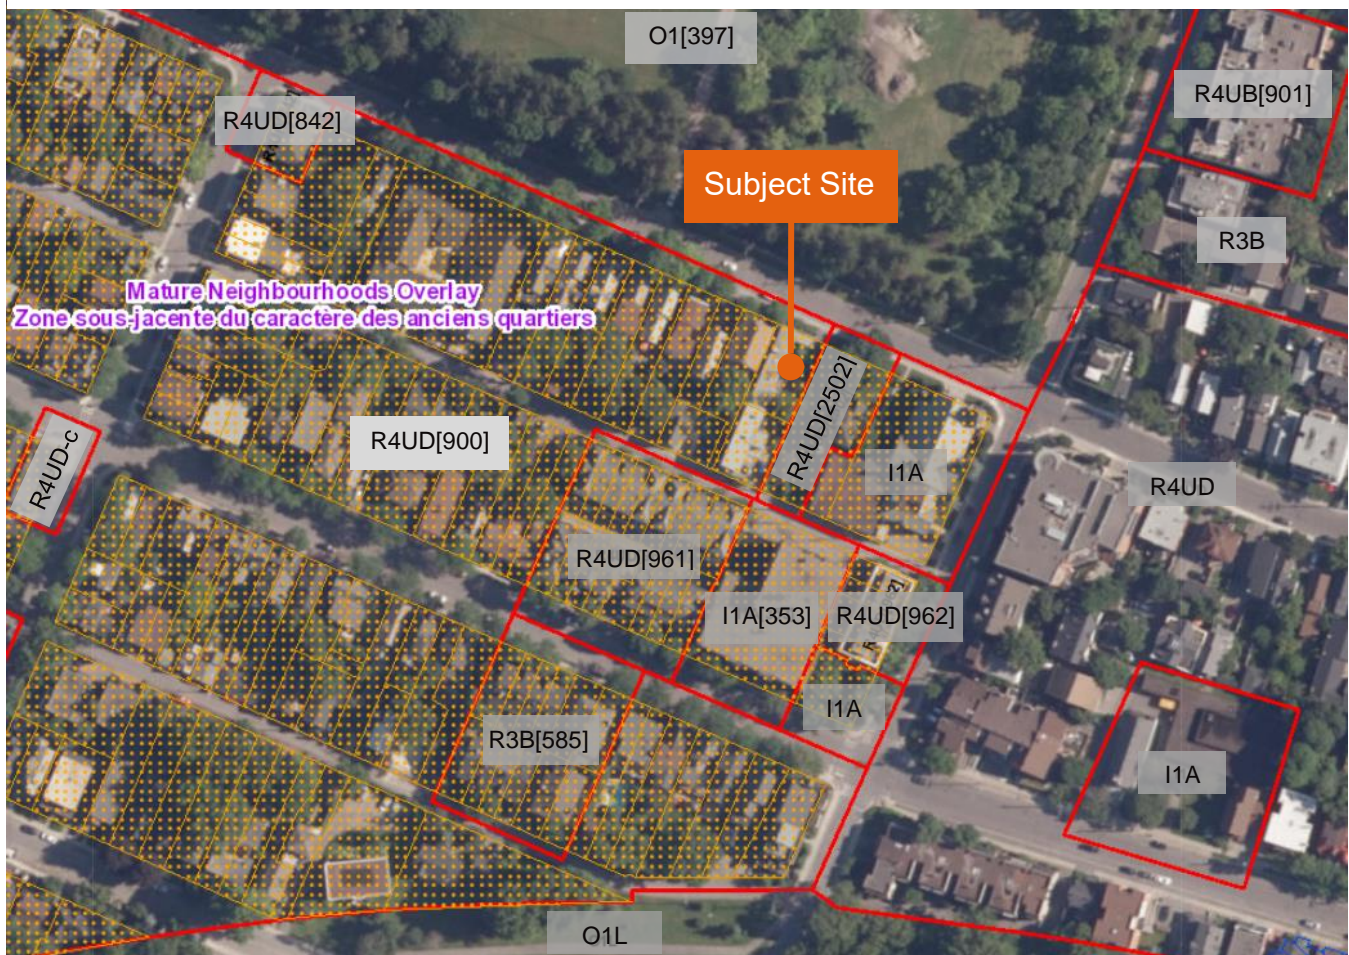 O1[397]
R4UB[901]
R4UD[842]
Subject Site
R3B
Mature Neighbourhoods Overlay
Zone sous-jacente du caractère des anciens quartiers
R4UD[2502]
R4UD[900]
R4UD-c
I1A
R4UD
R4UD[961]
I1A[353]
R4UD[962]
I1A
R3B[585]
I1A
O1L